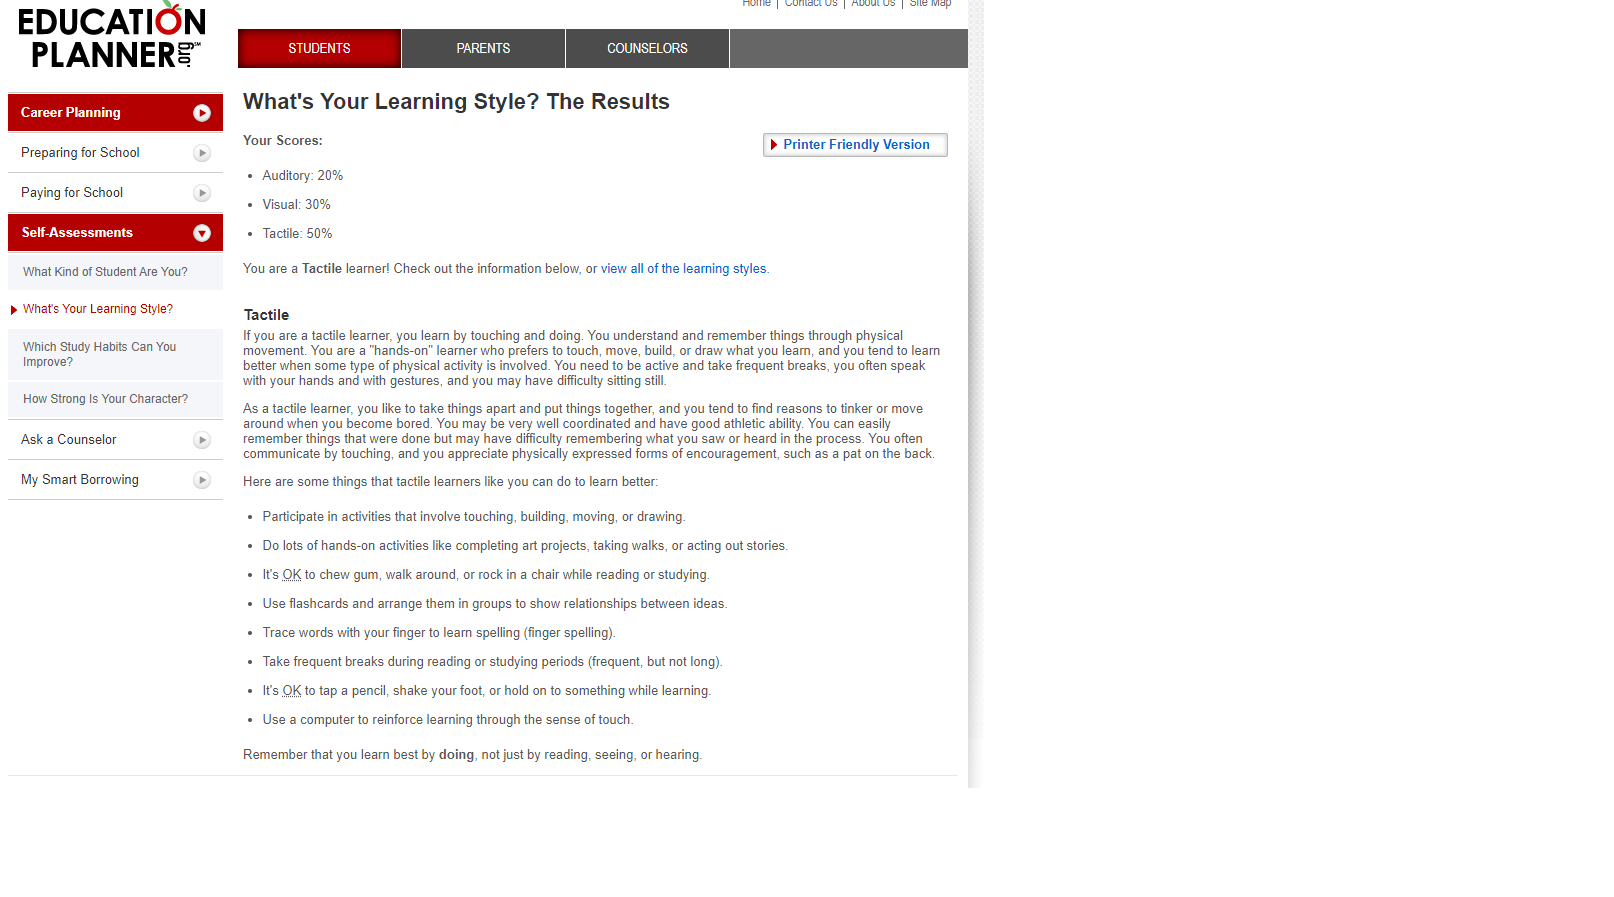 Home | Contact Us | About Us | Site Map
EDUCATION
PLANNER.org℠
STUDENTS
PARENTS
COUNSELORS
Career Planning
Preparing for School
Paying for School
Self-Assessments
What Kind of Student Are You?
What's Your Learning Style?
Which Study Habits Can You
Improve?
How Strong Is Your Character?
Ask a Counselor
My Smart Borrowing
What's Your Learning Style? The Results
Your Scores:
Printer Friendly Version
• Auditory: 20%
• Visual: 30%
• Tactile: 50%
You are a Tactile learner! Check out the information below, or view all of the learning styles.
Tactile
If you are a tactile learner, you learn by touching and doing. You understand and remember things through physical
movement. You are a "hands-on" learner who prefers to touch, move, build, or draw what you learn, and you tend to learn
better when some type of physical activity is involved. You need to be active and take frequent breaks, you often speak
with your hands and with gestures, and you may have difficulty sitting still.
As a tactile learner, you like to take things apart and put things together, and you tend to find reasons to tinker or move
around when you become bored. You may be very well coordinated and have good athletic ability. You can easily
remember things that were done but may have difficulty remembering what you saw or heard in the process. You often
communicate by touching, and you appreciate physically expressed forms of encouragement, such as a pat on the back.
Here are some things that tactile learners like you can do to learn better:
• Participate in activities that involve touching, building, moving, or drawing.
• Do lots of hands-on activities like completing art projects, taking walks, or acting out stories.
• It's OK to chew gum, walk around, or rock in a chair while reading or studying.
• Use flashcards and arrange them in groups to show relationships between ideas.
• Trace words with your finger to learn spelling (finger spelling).
• Take frequent breaks during reading or studying periods (frequent, but not long).
• It's OK to tap a pencil, shake your foot, or hold on to something while learning.
• Use a computer to reinforce learning through the sense of touch.
Remember that you learn best by doing, not just by reading, seeing, or hearing.